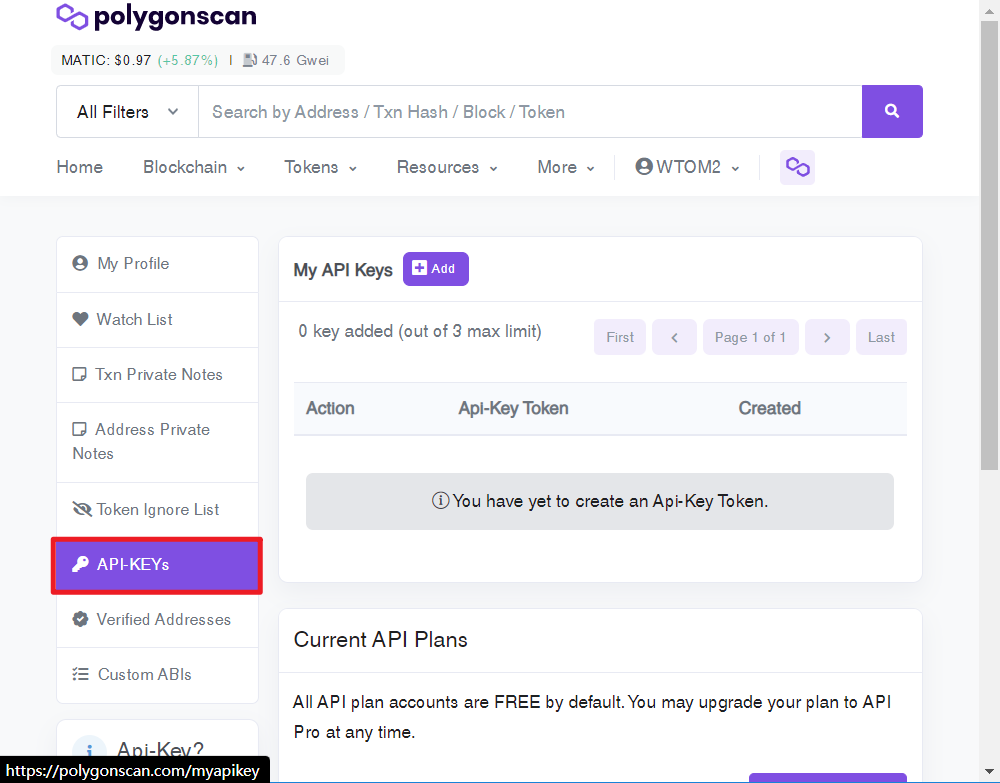 polygonscan
MATIC: $0.97 (+5.87%) | 47.6 Gwei
All Filters
Search by Address / Txn Hash / Block / Token
Home Blockchain Tokens Resources More WTOM2
My Profile
Watch List
Txn Private Notes
Address Private
Notes
Token Ignore List
API-KEYs
Verified Addresses
Custom ABIs
Api-Key?
My API Keys Add
0 key added (out of 3 max limit) First Page 1 of 1 Last
Action Api-Key Token Created
You have yet to create an Api-Key Token.
Current API Plans
All API plan accounts are FREE by default. You may upgrade your plan to API
Pro at any time.
https://polygonscan.com/myapikey